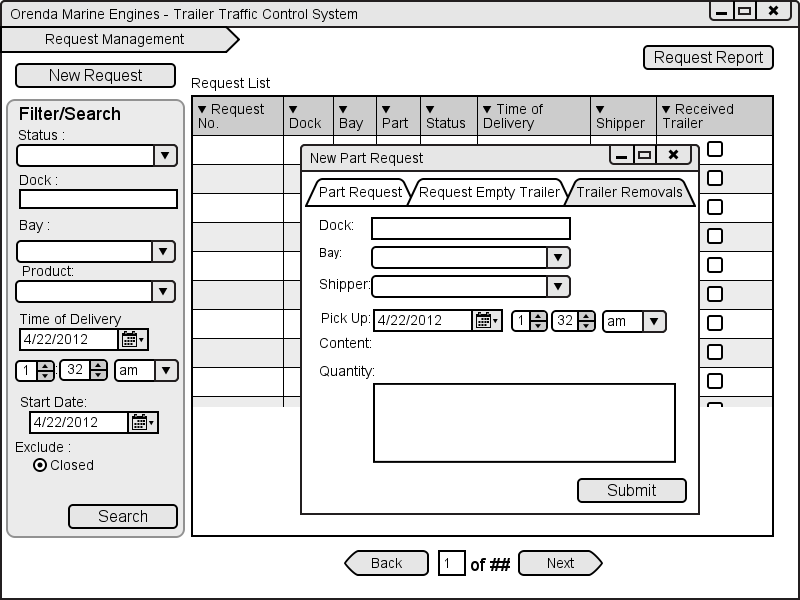 Orenda Marine Engines - Trailer Traffic Control System
Request Management
New Request
Request Report
Request List
Filter/Search
Status :
Dock :
Bay :
Product:
Time of Delivery
4/22/2012
1 : 32 am
Start Date:
4/22/2012
Exclude :
Closed
Search
Request No.
Dock
Bay
Part
Status
Time of Delivery
Shipper
Received Trailer
New Part Request
Part Request
Request Empty Trailer
Trailer Removals
Dock:
Bay:
Shipper:
Pick Up: 4/22/2012 1 32 am
Content:
Quantity:
Submit
Back 1 of ## Next